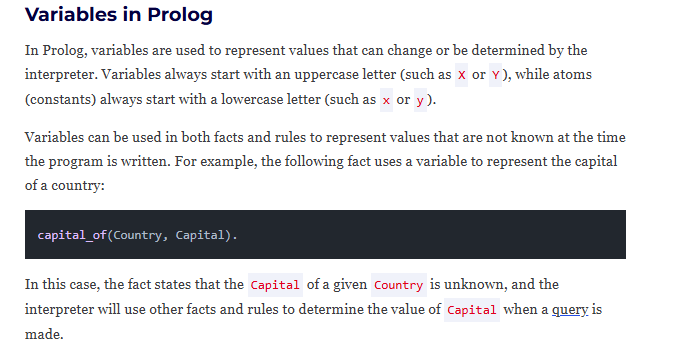 Variables in Prolog
In Prolog, variables are used to represent values that can change or be determined by the
interpreter. Variables always start with an uppercase letter (such as X or Y), while atoms
(constants) always start with a lowercase letter (such as x or y).
Variables can be used in both facts and rules to represent values that are not known at the time
the program is written. For example, the following fact uses a variable to represent the capital
of a country:
capital_of(Country, Capital).
In this case, the fact states that the Capital of a given Country is unknown, and the
interpreter will use other facts and rules to determine the value of Capital when a query is
made.